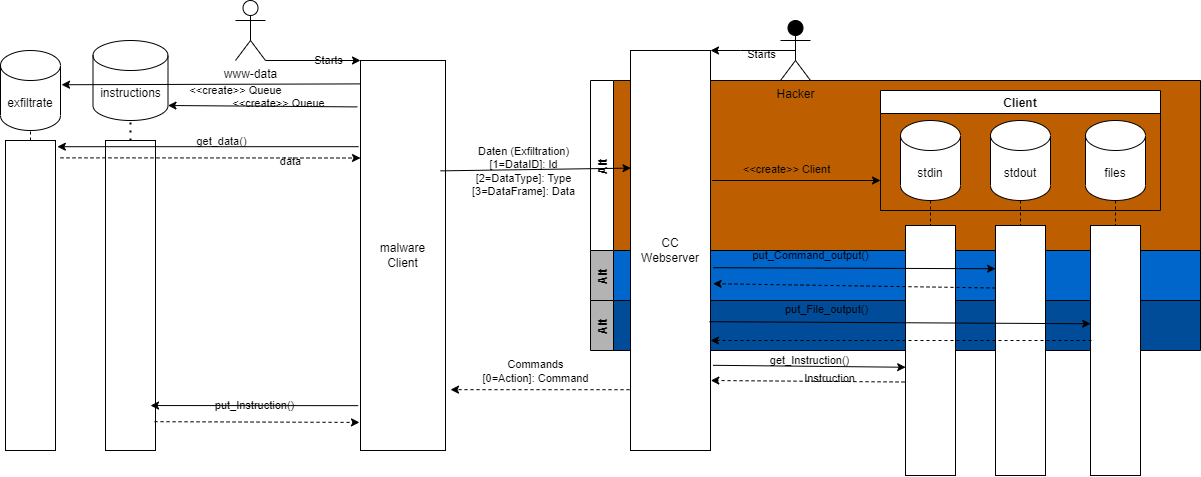 Starts
www-data
exfiltrate
instructions
<<create>> Queue
<<create>> Queue
get_data()
data
malware
Client
Daten (Exfiltration)
[1=DataID]: Id
[2=DataType]: Type
[3=DataFrame]: Data
Commands
[0=Action]: Command
put_Instruction()
Starts
Hacker
CC
Webserver
Alt
Alt
Alt
<<create>> Client
Client
stdin
stdout
files
put_Command_output()
put_File_output()
get_Instruction()
Instruction